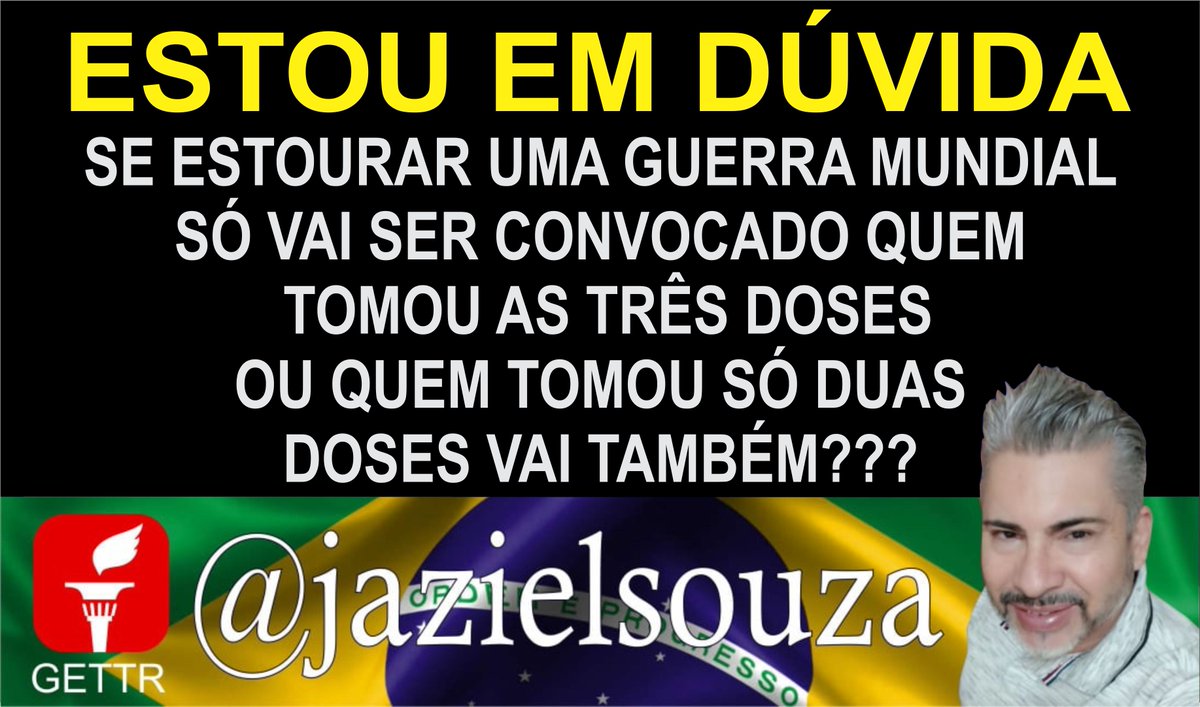 ESTOU EM DÚVIDA
SE ESTOURAR UMA GUERRA MUNDIAL
SÓ VAI SER CONVOCADO QUEM
TOMOU AS TRÊS DOSES
OU QUEM TOMOU SÓ DUAS
DOSES VAI TAMBÉM???
@jazielsouza
ORDEM E PROGRESSO
GETTR